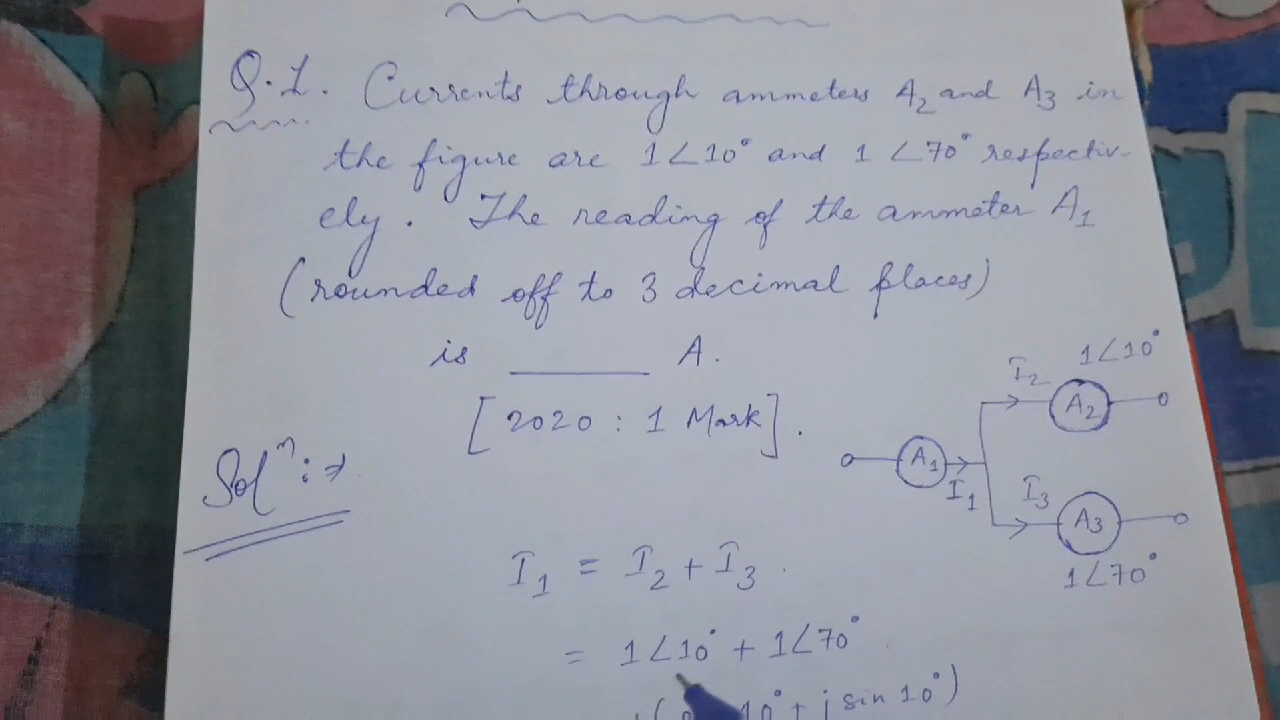 Q.1. Currents through ammeters A2 and A3 in
the figure are 1∠10° and 1∠70° respectiv-
ely. The reading of the ammeter A1
(rounded off to 3 decimal places)
is ______ A.
[2020 : 1 Mark].
Solⁿ :→
I2 1∠10°
A2
A1
I1
I3
A3
1∠70°
I1 = I2 + I3.
= 1∠10° + 1∠70°
10° + j sin 10°)